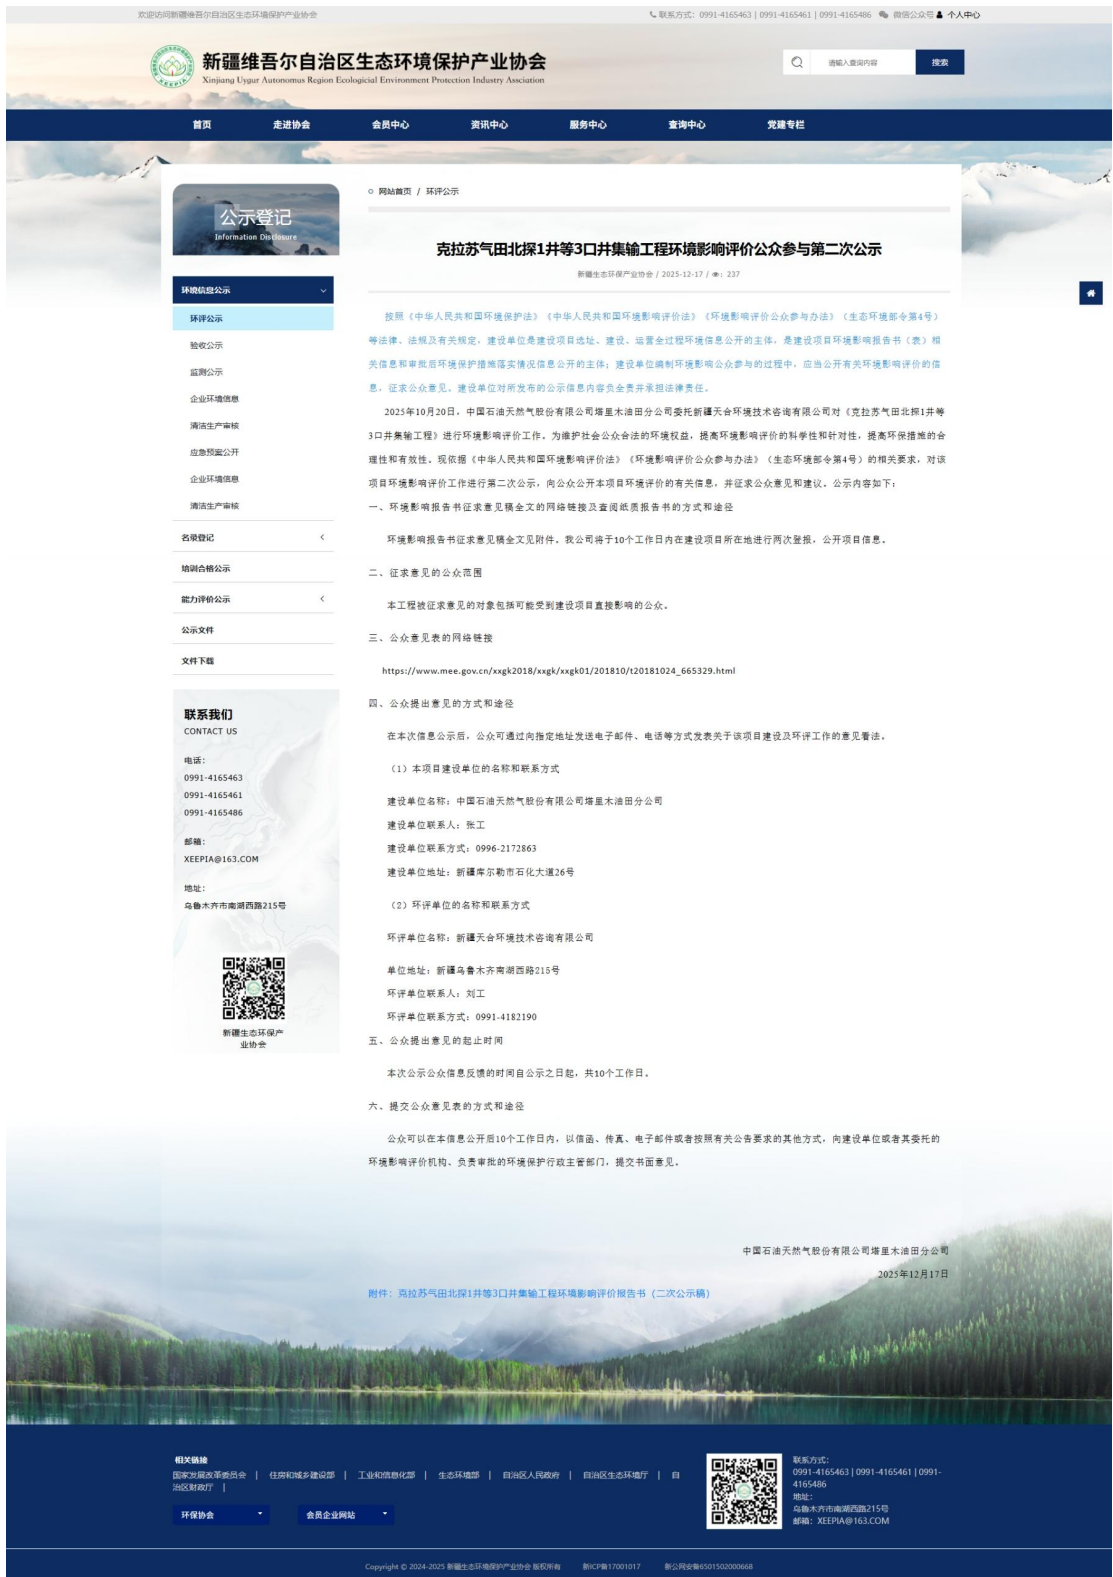 欢迎访问新疆维吾尔自治区生态环境保护产业协会
联系方式：0991-4165463 | 0991-4165461 | 0991-4165486 微信公众号 个人中心
新疆维吾尔自治区生态环境保护产业协会
Xinjiang Uygur Autonomus Region Ecologicial Environment Protection Industry Assciation
XEEPIA
请输入查询内容
搜索
首页 走进协会 会员中心 资讯中心 服务中心 查询中心 党建专栏
公示登记
Information Disclosure
环境信息公示
环评公示
验收公示
监测公示
企业环境信息
清洁生产审核
应急预案公开
企业环境信息
清洁生产审核
名录登记
培训合格公示
能力评价公示
公示文件
文件下载
联系我们
CONTACT US
电话：
0991-4165463
0991-4165461
0991-4165486
邮箱：
XEEPIA@163.COM
地址：
乌鲁木齐市南湖西路215号
新疆生态环保产
业协会
网站首页 / 环评公示
克拉苏气田北探1井等3口井集输工程环境影响评价公众参与第二次公示
新疆生态环保产业协会 / 2025-12-17 / ：237
按照《中华人民共和国环境保护法》《中华人民共和国环境影响评价法》《环境影响评价公众参与办法》（生态环境部令第4号）
等法律、法规及有关规定，建设单位是建设项目选址、建设、运营全过程环境信息公开的主体，是建设项目环境影响报告书（表）相
关信息和审批后环境保护措施落实情况信息公开的主体；建设单位编制环境影响公众参与的过程中，应当公开有关环境影响评价的信
息，征求公众意见。建设单位对所发布的公示信息内容负全责并承担法律责任。
2025年10月20日，中国石油天然气股份有限公司塔里木油田分公司委托新疆天合环境技术咨询有限公司对《克拉苏气田北探1井等
3口井集输工程》进行环境影响评价工作。为维护社会公众合法的环境权益，提高环境影响评价的科学性和针对性，提高环保措施的合
理性和有效性。现依据《中华人民共和国环境影响评价法》《环境影响评价公众参与办法》（生态环境部令第4号）的相关要求，对该
项目环境影响评价工作进行第二次公示，向公众公开本项目环境评价的有关信息，并征求公众意见和建议。公示内容如下：
一、环境影响报告书征求意见稿全文的网络链接及查阅纸质报告书的方式和途径
环境影响报告书征求意见稿全文见附件。我公司将于10个工作日内在建设项目所在地进行两次登报，公开项目信息。
二、征求意见的公众范围
本工程被征求意见的对象包括可能受到建设项目直接影响的公众。
三、公众意见表的网络链接
https://www.mee.gov.cn/xxgk2018/xxgk/xxgk01/201810/t20181024_665329.html
四、公众提出意见的方式和途径
在本次信息公示后，公众可通过向指定地址发送电子邮件、电话等方式发表关于该项目建设及环评工作的意见看法。
（1）本项目建设单位的名称和联系方式
建设单位名称：中国石油天然气股份有限公司塔里木油田分公司
建设单位联系人：张工
建设单位联系方式：0996-2172863
建设单位地址：新疆库尔勒市石化大道26号
（2）环评单位的名称和联系方式
环评单位名称：新疆天合环境技术咨询有限公司
单位地址：新疆乌鲁木齐南湖西路215号
环评单位联系人：刘工
环评单位联系方式：0991-4182190
五、公众提出意见的起止时间
本次公示公众信息反馈的时间自公示之日起，共10个工作日。
六、提交公众意见表的方式和途径
公众可以在本信息公开后10个工作日内，以信函、传真、电子邮件或者按照有关公告要求的其他方式，向建设单位或者其委托的
环境影响评价机构、负责审批的环境保护行政主管部门，提交书面意见。
中国石油天然气股份有限公司塔里木油田分公司
2025年12月17日
附件：克拉苏气田北探1井等3口井集输工程环境影响评价报告书（二次公示稿）
相关链接
国家发展改革委员会 | 住房和城乡建设部 | 工业和信息化部 | 生态环境部 | 自治区人民政府 | 自治区生态环境厅 | 自
治区财政厅 |
环保协会 会员企业网站
联系方式：
0991-4165463 | 0991-4165461 | 0991-
4165486
地址：
乌鲁木齐市南湖西路215号
邮箱：XEEPIA@163.COM
Copyright © 2024-2025 新疆生态环境保护产业协会 版权所有 新ICP备17001017 新公网安备6501502000668